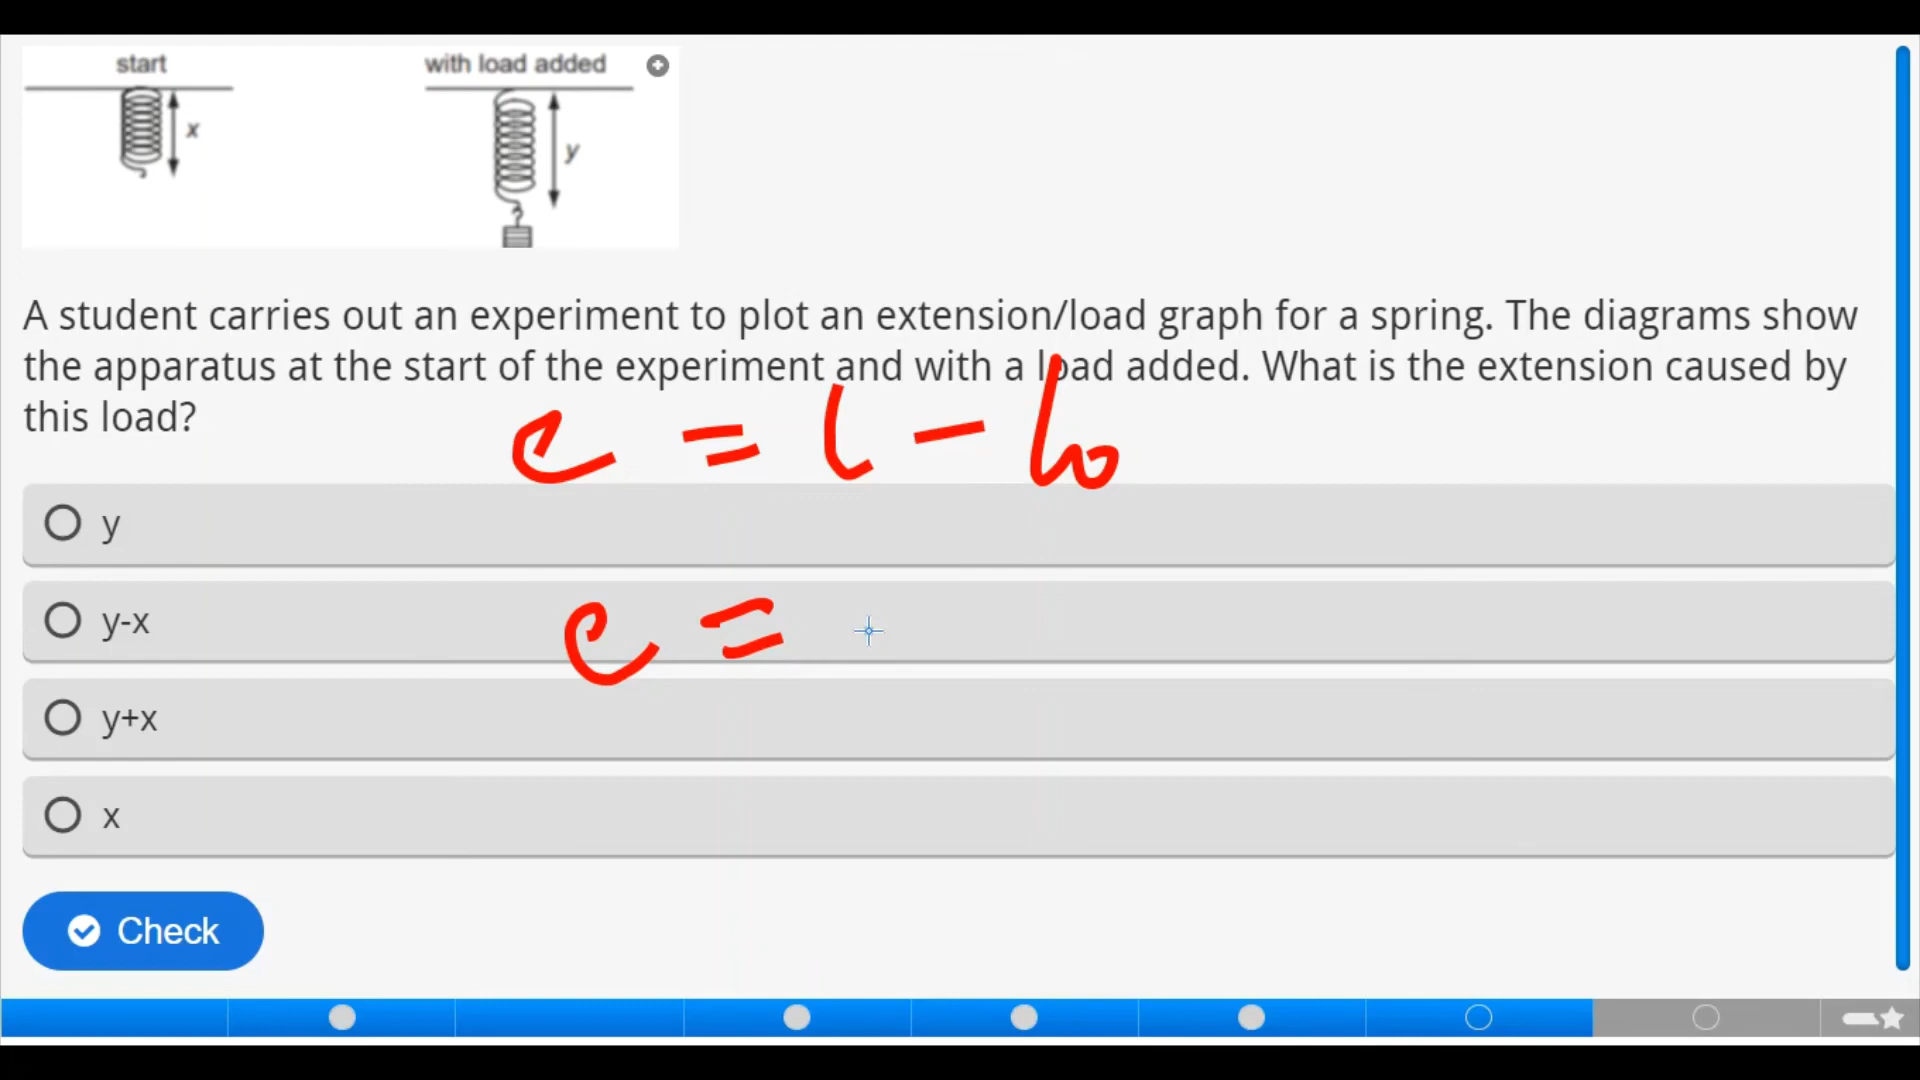 start with load added
x y
A student carries out an experiment to plot an extension/load graph for a spring. The diagrams show
the apparatus at the start of the experiment and with a load added. What is the extension caused by
this load?
e = l - lo
y
y-x
e =
y+x
x
Check